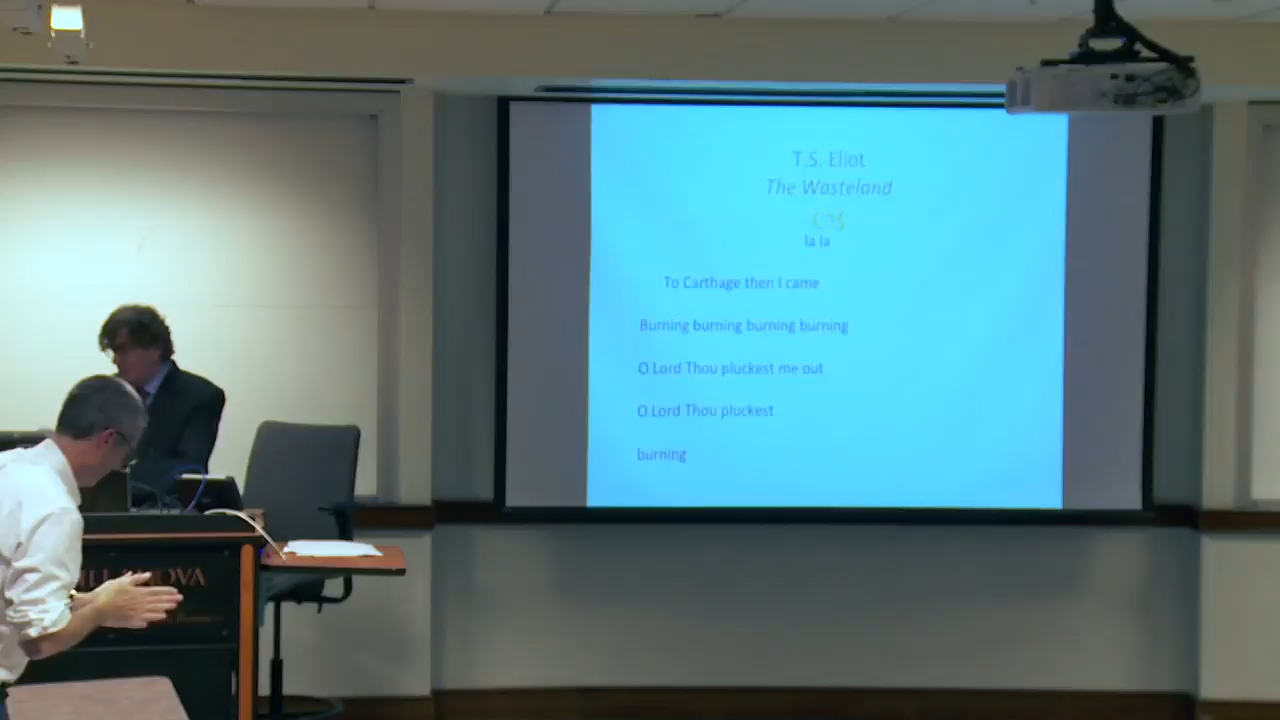 T.S. Eliot
The Wasteland
la la
To Carthage then I came
Burning burning burning burning
O Lord Thou pluckest me out
O Lord Thou pluckest
burning